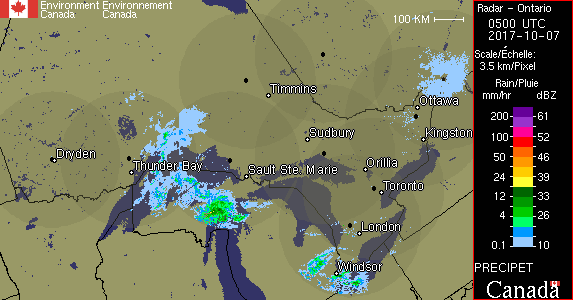 Environment Environnement
Canada Canada
100 KM
Timmins
Ottawa
Sudbury
Kingston
Dryden
Thunder Bay
Sault Ste. Marie
Orillia
Toronto
London
Windsor
Radar - Ontario
0500 UTC
2017-10-07
Scale/Échelle:
3.5 km/Pixel
Rain/Pluie
mm/hr dBZ
200 61
100 52
50 46
24 39
12 33
4 26
0.1 10
PRECIPET
Canada